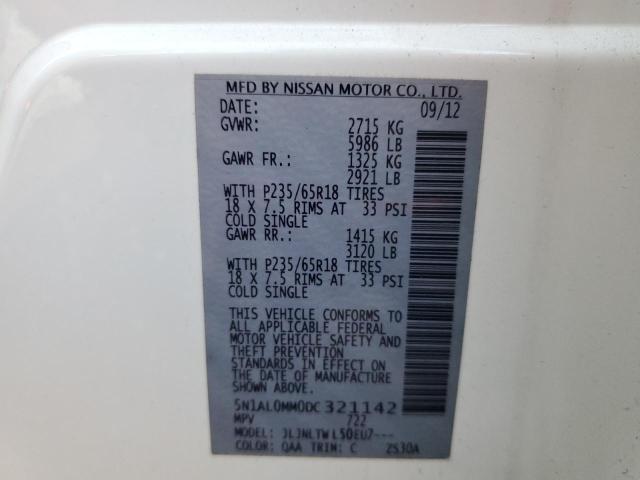 MFD BY NISSAN MOTOR CO., LTD.
DATE: 09/12
GVWR: 2715 KG
5986 LB
GAWR FR.: 1325 KG
2921 LB
WITH P235/65R18 TIRES
18 X 7.5 RIMS AT 33 PSI
COLD SINGLE
GAWR RR.: 1415 KG
3120 LB
WITH P235/65R18 TIRES
18 X 7.5 RIMS AT 33 PSI
COLD SINGLE
THIS VEHICLE CONFORMS TO
ALL APPLICABLE FEDERAL
MOTOR VEHICLE SAFETY AND
THEFT PREVENTION
STANDARDS IN EFFECT ON
THE DATE OF MANUFACTURE
SHOWN ABOVE.
5N1AL0MM0DC321142
MPV 722
MODEL: JLJNLTWL50EU7---
COLOR: QAA TRIM: C 2S30A